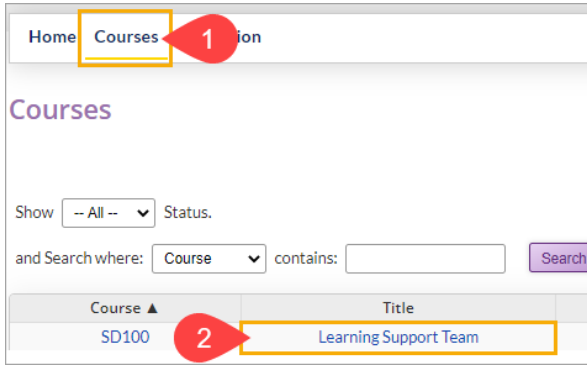 Home Courses 1 ion
Courses
Show -- All -- Status.
and Search where: Course contains: Search
Course ▲ Title
SD100 2 Learning Support Team